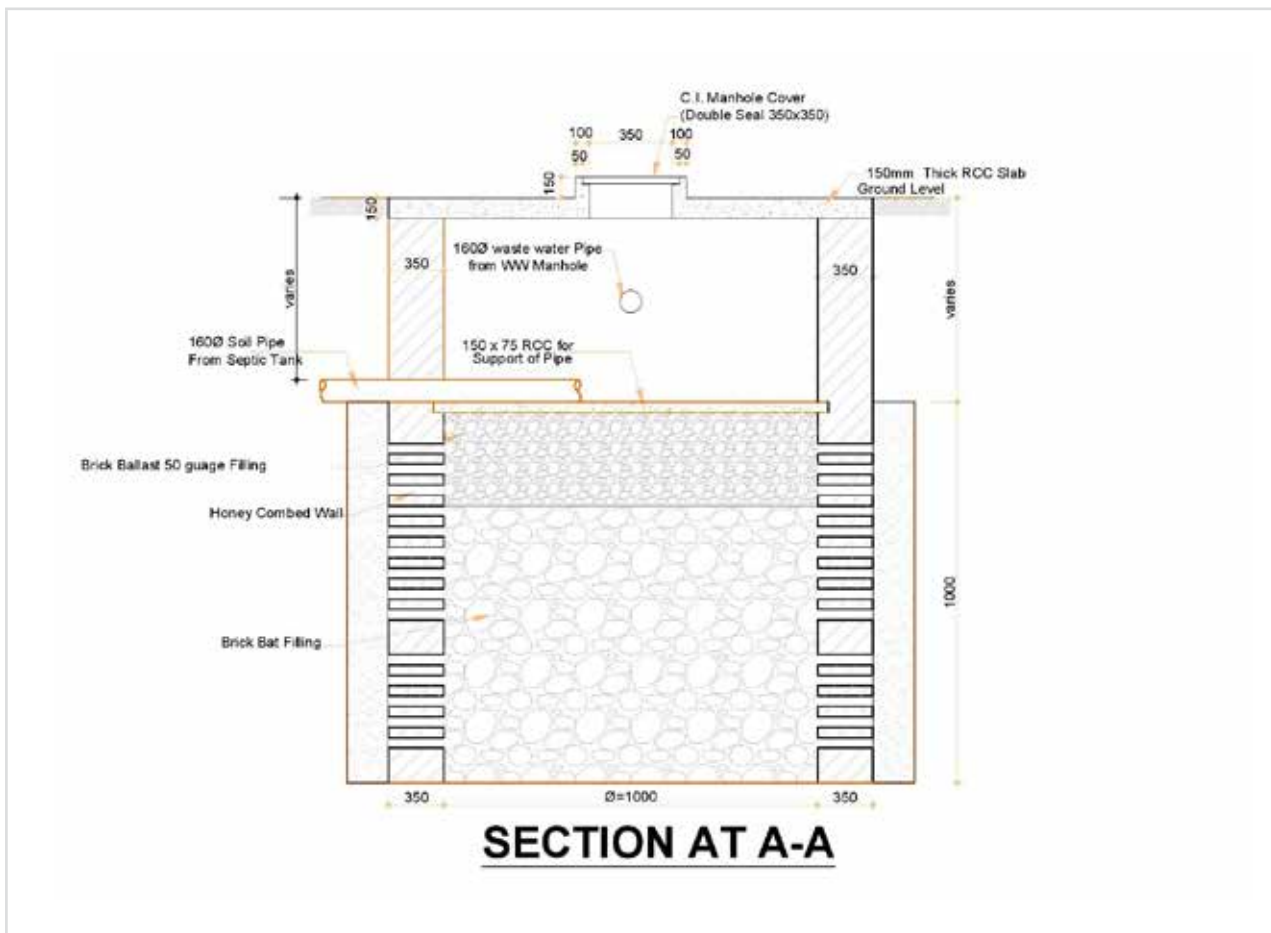 C.I. Manhole Cover
(Double Seal 350x350)
100 350 100
50 50
150
150mm Thick RCC Slab
Ground Level
150
160Ø waste water Pipe
from WW Manhole
350
350
varies
varies
160Ø Soil Pipe
From Septic Tank
150 x 75 RCC for
Support of Pipe
Brick Ballast 50 guage Filling
Honey Combed Wall
1000
Brick Bat Filling
350 Ø=1000 350
SECTION AT A-A